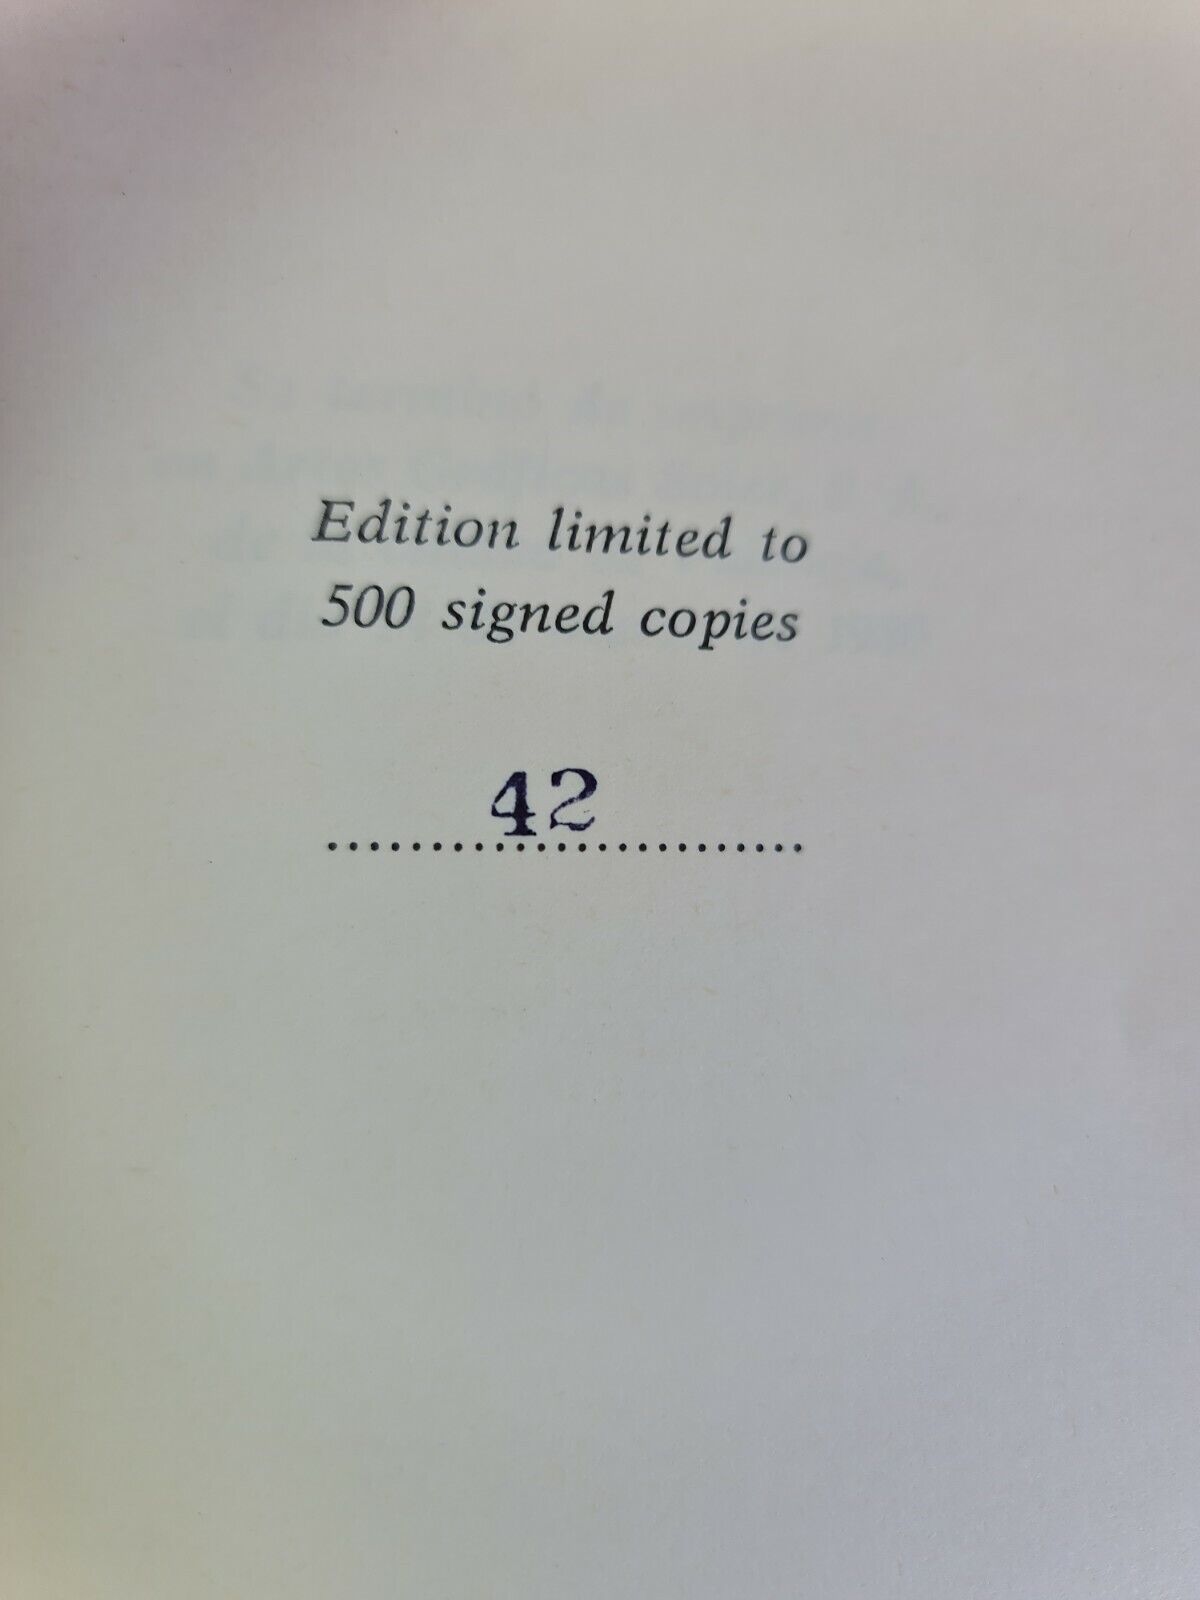 Edition limited to
500 signed copies
42
........................